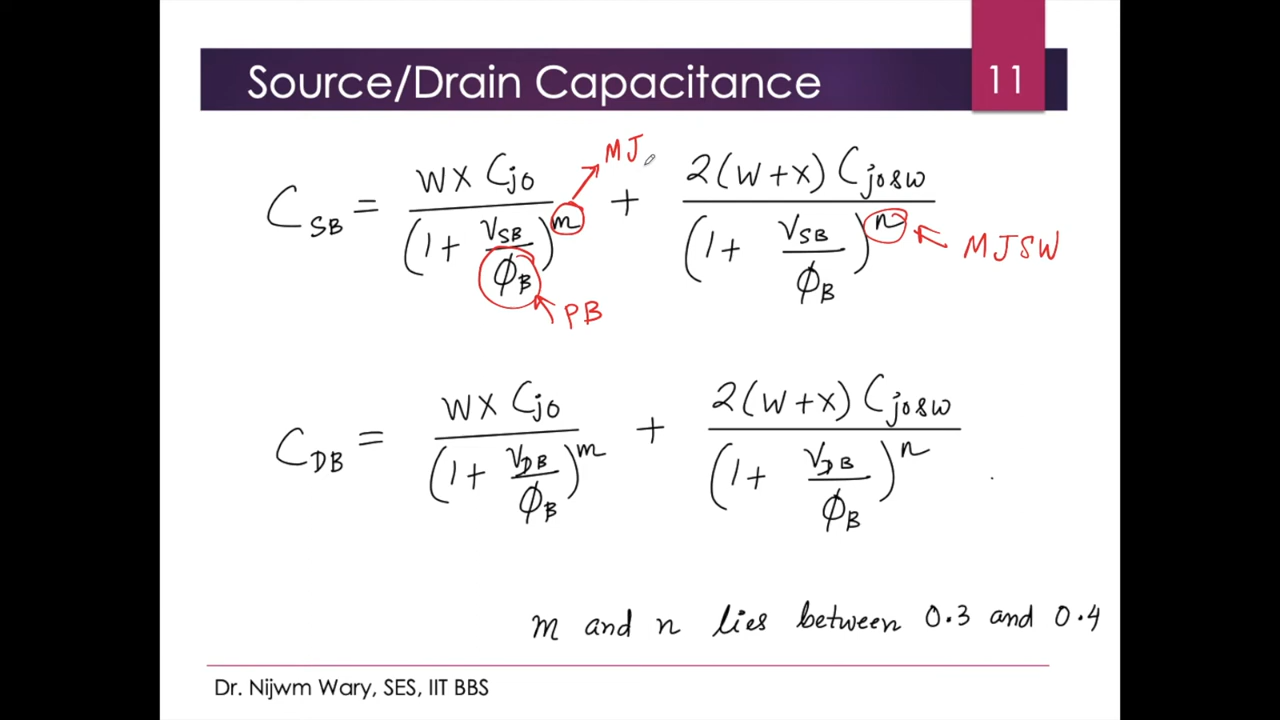 Source/Drain Capacitance 11
MJ
C_SB = WX C_j0 / (1 + V_SB/ϕ_B)^m + 2(W+X) C_j0sw / (1 + V_SB/ϕ_B)^n
MJSW
PB
C_DB = WX C_j0 / (1 + V_DB/ϕ_B)^m + 2(W+X) C_j0sw / (1 + V_DB/ϕ_B)^n
m and n lies between 0.3 and 0.4
Dr. Nijwm Wary, SES, IIT BBS